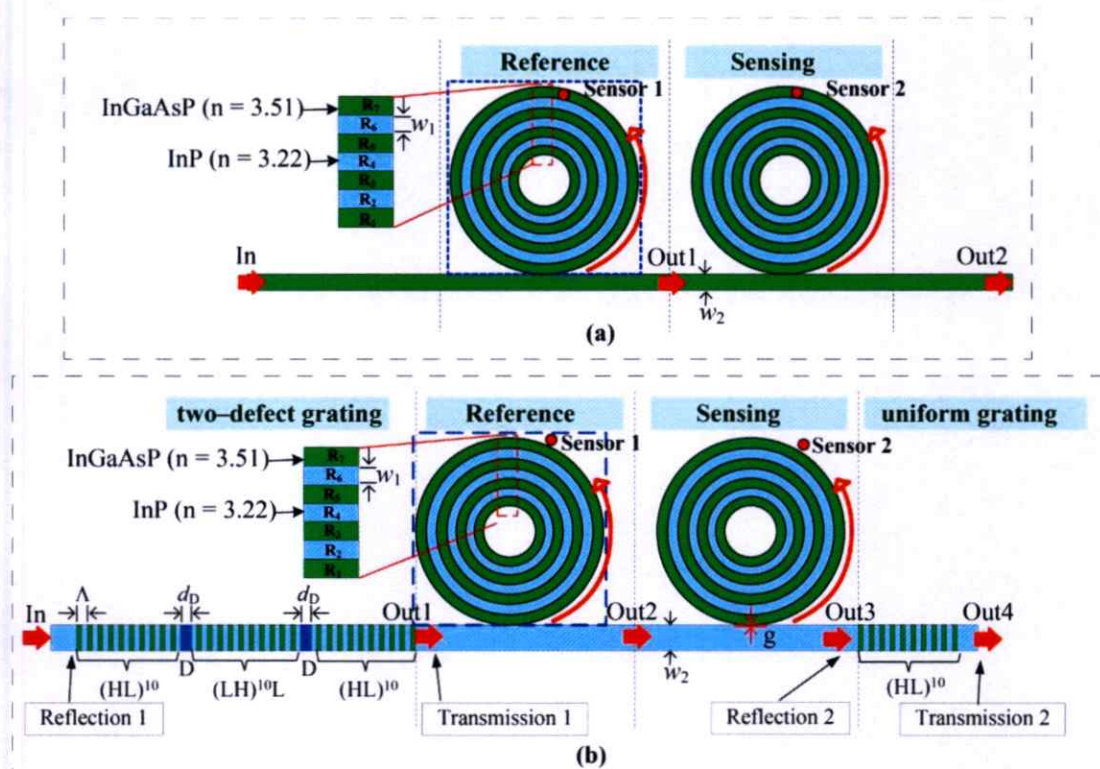 Reference
Sensing
Sensor 1
Sensor 2
InGaAsP (n = 3.51)
InP (n = 3.22)
R₇
R₆
R₅
R₄
R₃
R₂
R₁
w₁
In
Out1
Out2
w₂
(a)
two–defect grating
Reference
Sensing
uniform grating
Sensor 1
Sensor 2
InGaAsP (n = 3.51)
InP (n = 3.22)
R₇
R₆
R₅
R₄
R₃
R₂
R₁
w₁
Λ
d_D
d_D
In
Out1
Out2
Out3
Out4
g
w₂
D
D
(HL)¹⁰
(LH)¹⁰L
(HL)¹⁰
(HL)¹⁰
Reflection 1
Transmission 1
Reflection 2
Transmission 2
(b)